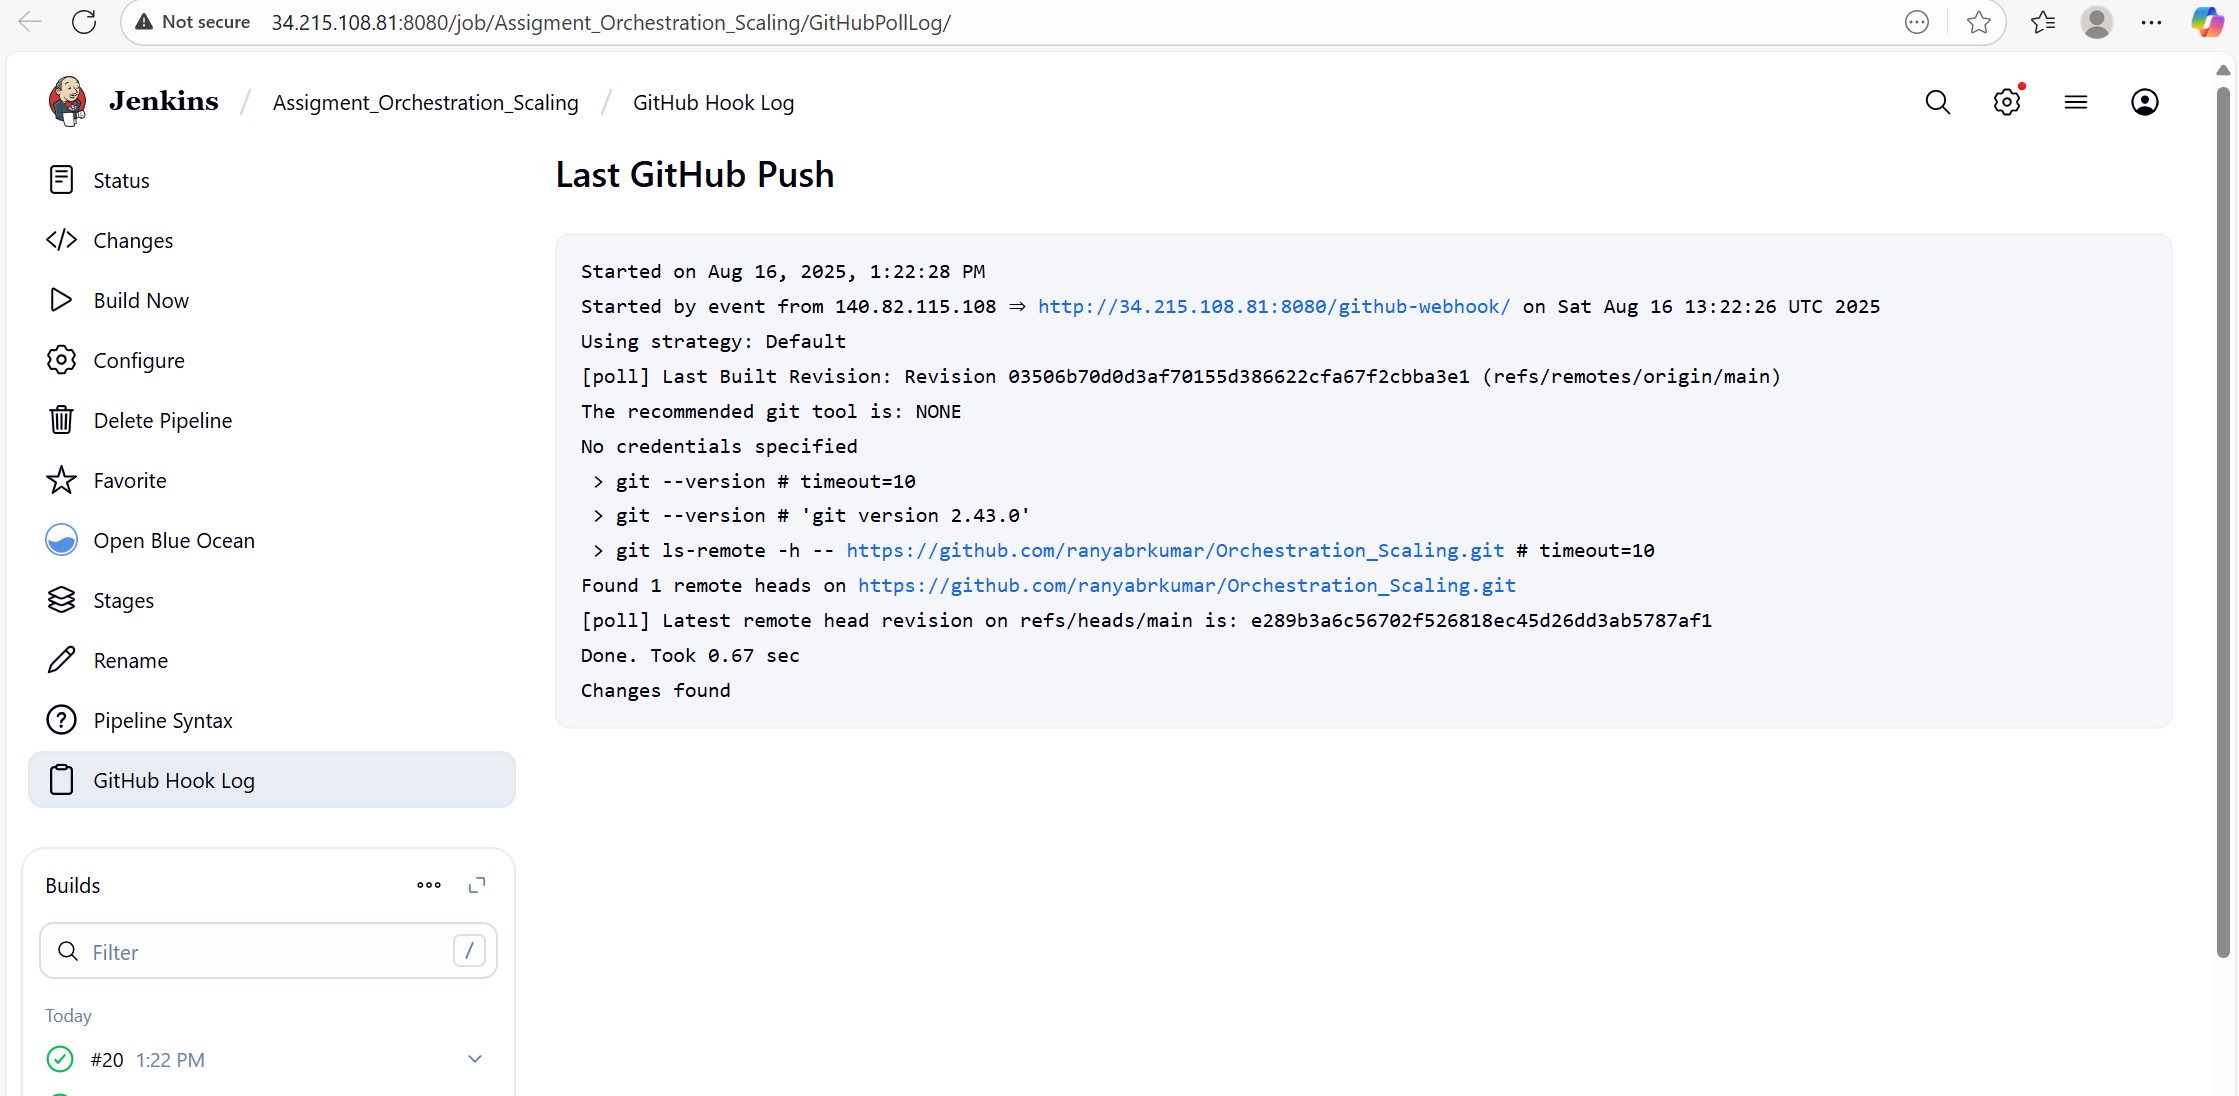 Not secure 34.215.108.81:8080/job/Assigment_Orchestration_Scaling/GitHubPollLog/
Jenkins / Assigment_Orchestration_Scaling / GitHub Hook Log
Status
Changes
Build Now
Configure
Delete Pipeline
Favorite
Open Blue Ocean
Stages
Rename
Pipeline Syntax
GitHub Hook Log
Builds
Filter /
Today
#20 1:22 PM
Last GitHub Push
Started on Aug 16, 2025, 1:22:28 PM
Started by event from 140.82.115.108 ⇒ http://34.215.108.81:8080/github-webhook/ on Sat Aug 16 13:22:26 UTC 2025
Using strategy: Default
[poll] Last Built Revision: Revision 03506b70d0d3af70155d386622cfa67f2cbba3e1 (refs/remotes/origin/main)
The recommended git tool is: NONE
No credentials specified
> git --version # timeout=10
> git --version # 'git version 2.43.0'
> git ls-remote -h -- https://github.com/ranyabrkumar/Orchestration_Scaling.git # timeout=10
Found 1 remote heads on https://github.com/ranyabrkumar/Orchestration_Scaling.git
[poll] Latest remote head revision on refs/heads/main is: e289b3a6c56702f526818ec45d26dd3ab5787af1
Done. Took 0.67 sec
Changes found